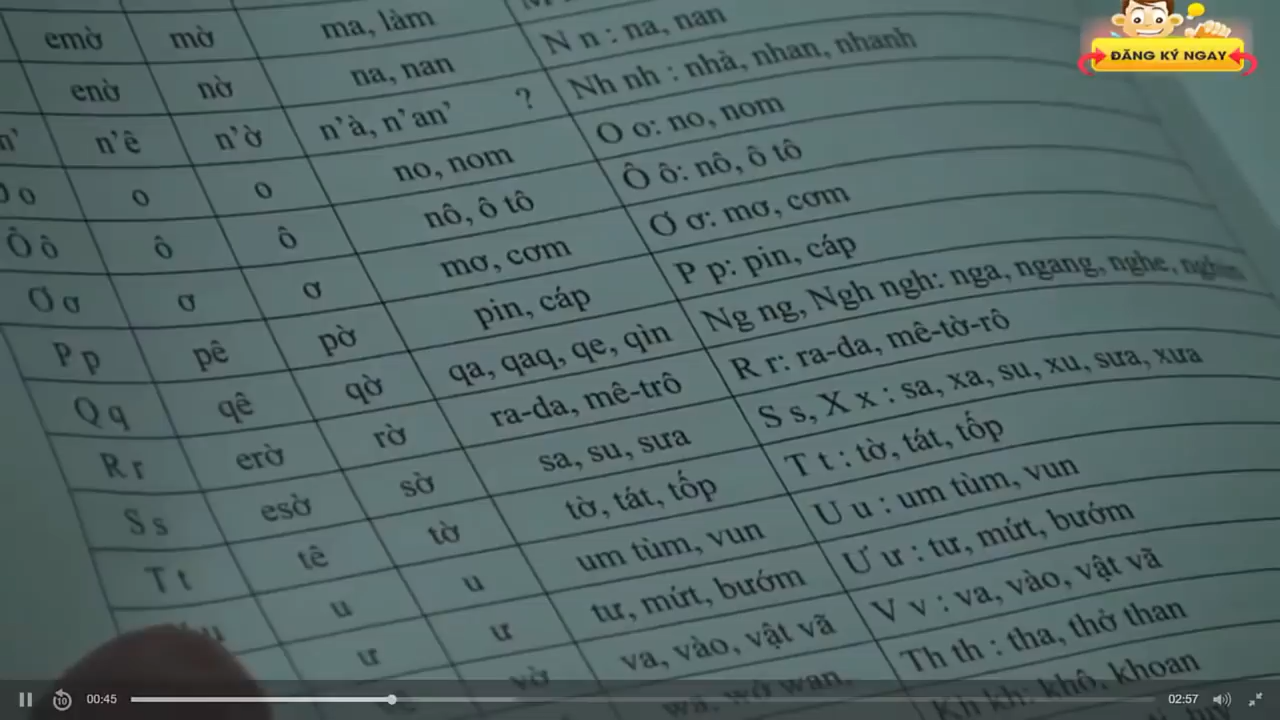 ĐĂNG KÝ NGAY
emờ mờ ma, làm
N n : na, nan
enờ nờ na, nan
Nh nh : nhà, nhan, nhanh
n' n'ê n'ờ n'à, n'an' ?
O o: no, nom
O o o o no, nom
Ô ô: nô, ô tô
Ô ô ô ô nô, ô tô
Ơ ơ: mơ, cơm
Ơ ơ ơ ơ mơ, cơm
P p: pin, cáp
P p pê pờ pin, cáp
Ng ng, Ngh ngh: nga, ngang, nghe,
Q q qê qờ qa, qaq, qe, qìn
R r: ra-da, mê-tờ-rô
R r erờ rờ ra-da, mê-trô
S s, X x : sa, xa, su, xu, sưa, xưa
S s esờ sờ sa, su, sưa
T t : tờ, tát, tốp
T t tê tờ tờ, tát, tốp
U u : um tùm, vun
u u um tùm, vun
Ư ư : tư, mứt, bướm
ư ư tư, mứt, bướm
V v : va, vào, vật vã
vờ va, vào, vật vã
Th th : tha, thở than
Kh kh: khô, khoan
00:45 02:57